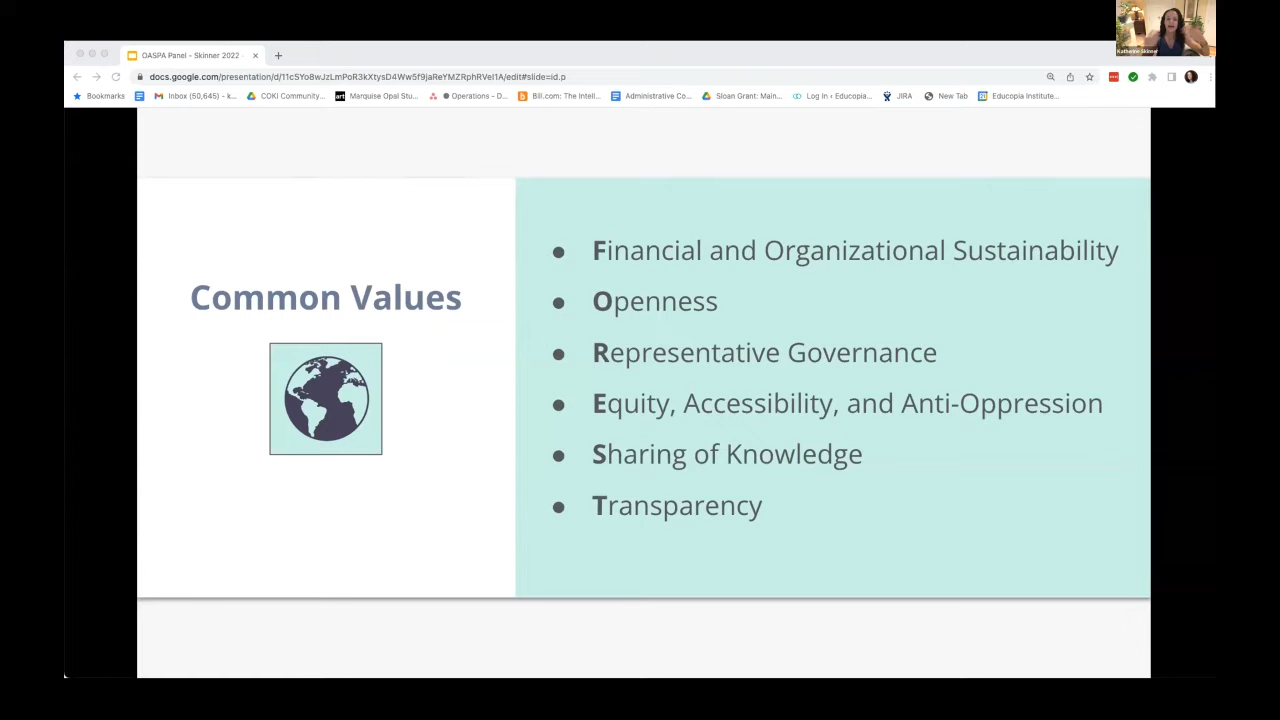 Katherine Skinner
OASPA Panel - Skinner 2022 -
docs.google.com/presentation/d/11cSYo8wJzLmPoR3kXtysD4Ww5f9jaReYMZRphRVel1A/edit#slide=id.p
Bookmarks Inbox (50,645) - k... COKI Community... art Marquise Opal Stu... Operations - D... Bill.com: The Intell... Administrative Co... Sloan Grant: Main... Log In ‹ Educopia... JIRA New Tab Educopia Institute...
Common Values
● Financial and Organizational Sustainability
● Openness
● Representative Governance
● Equity, Accessibility, and Anti-Oppression
● Sharing of Knowledge
● Transparency